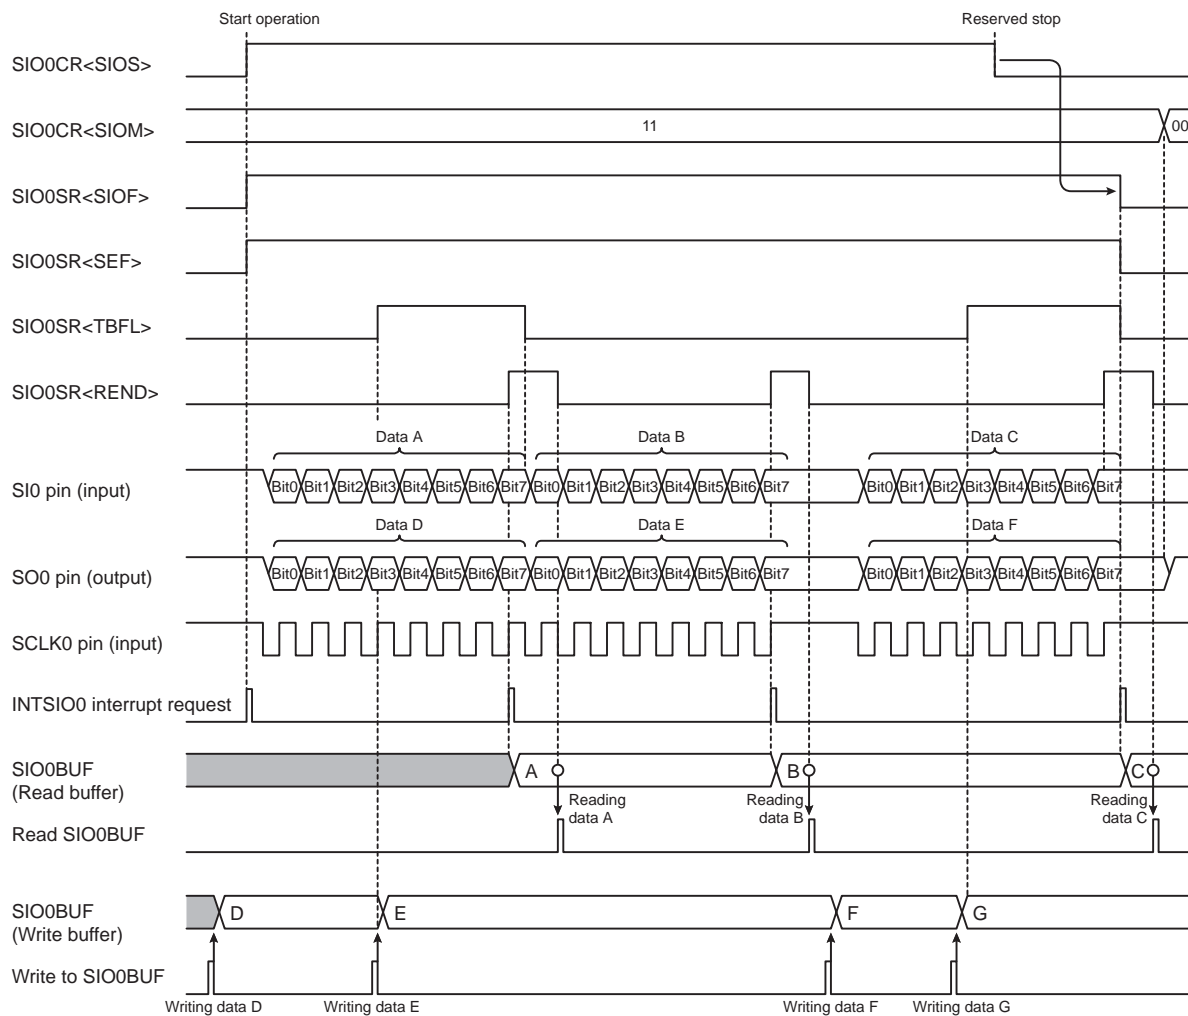 Start operation
Reserved stop
SIO0CR<SIOS>
SIO0CR<SIOM>
11
00
SIO0SR<SIOF>
SIO0SR<SEF>
SIO0SR<TBFL>
SIO0SR<REND>
Data A
Data B
Data C
SI0 pin (input)
Bit0 Bit1 Bit2 Bit3 Bit4 Bit5 Bit6 Bit7 Bit0 Bit1 Bit2 Bit3 Bit4 Bit5 Bit6 Bit7 Bit0 Bit1 Bit2 Bit3 Bit4 Bit5 Bit6 Bit7
Data D
Data E
Data F
SO0 pin (output)
Bit0 Bit1 Bit2 Bit3 Bit4 Bit5 Bit6 Bit7 Bit0 Bit1 Bit2 Bit3 Bit4 Bit5 Bit6 Bit7 Bit0 Bit1 Bit2 Bit3 Bit4 Bit5 Bit6 Bit7
SCLK0 pin (input)
INTSIO0 interrupt request
SIO0BUF
(Read buffer)
A
B
C
Reading
data A
Reading
data B
Reading
data C
Read SIO0BUF
SIO0BUF
(Write buffer)
D
E
F
G
Write to SIO0BUF
Writing data D
Writing data E
Writing data F
Writing data G